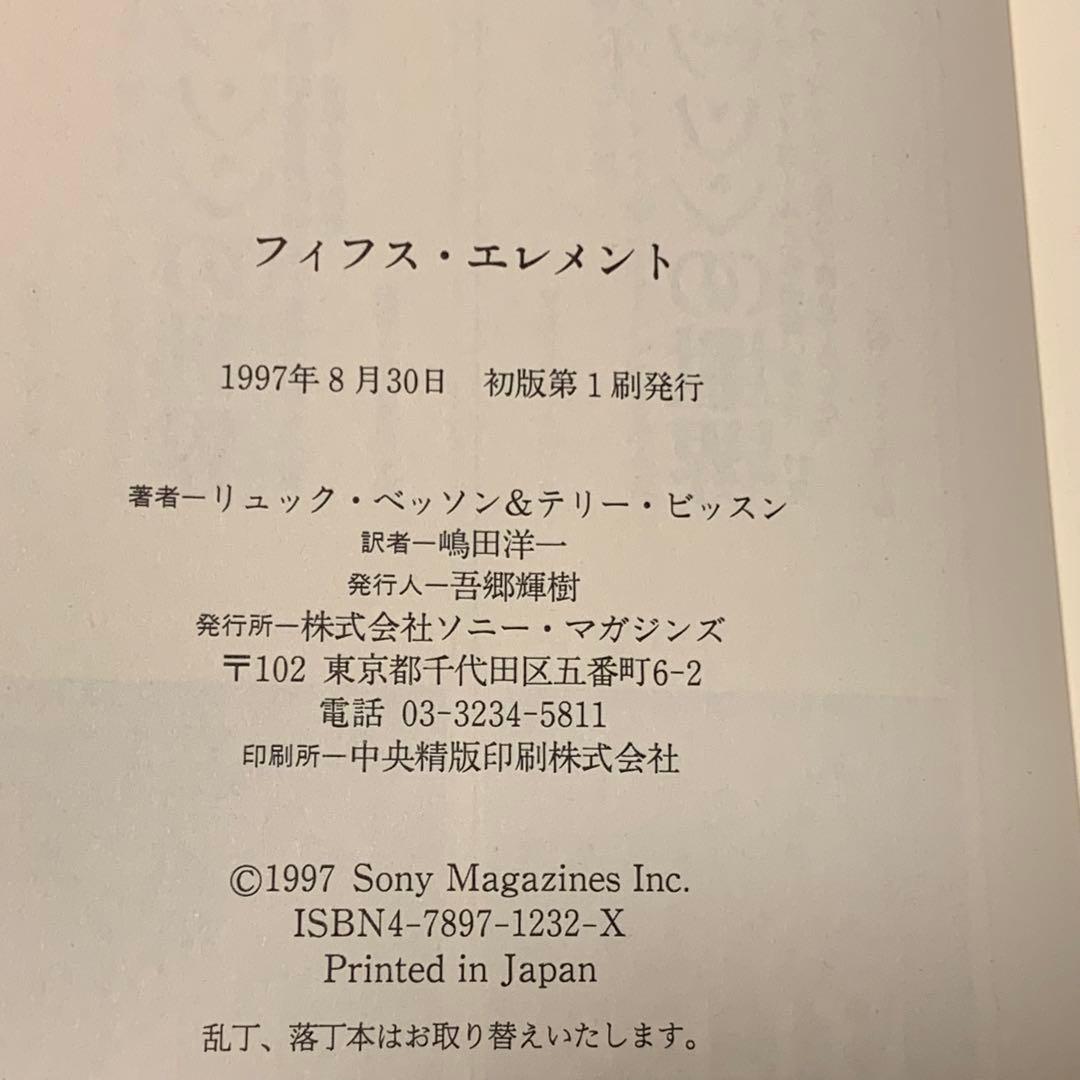 フィフス・エレメント
1997年8月30日 初版第1刷発行
著者ーリュック・ベッソン&テリー・ビッスン
訳者ー嶋田洋一
発行人ー吾郷輝樹
発行所ー株式会社ソニー・マガジンズ
〒102 東京都千代田区五番町6-2
電話 03-3234-5811
印刷所ー中央精版印刷株式会社
©1997 Sony Magazines Inc.
ISBN4-7897-1232-X
Printed in Japan
乱丁、落丁本はお取り替えいたします。